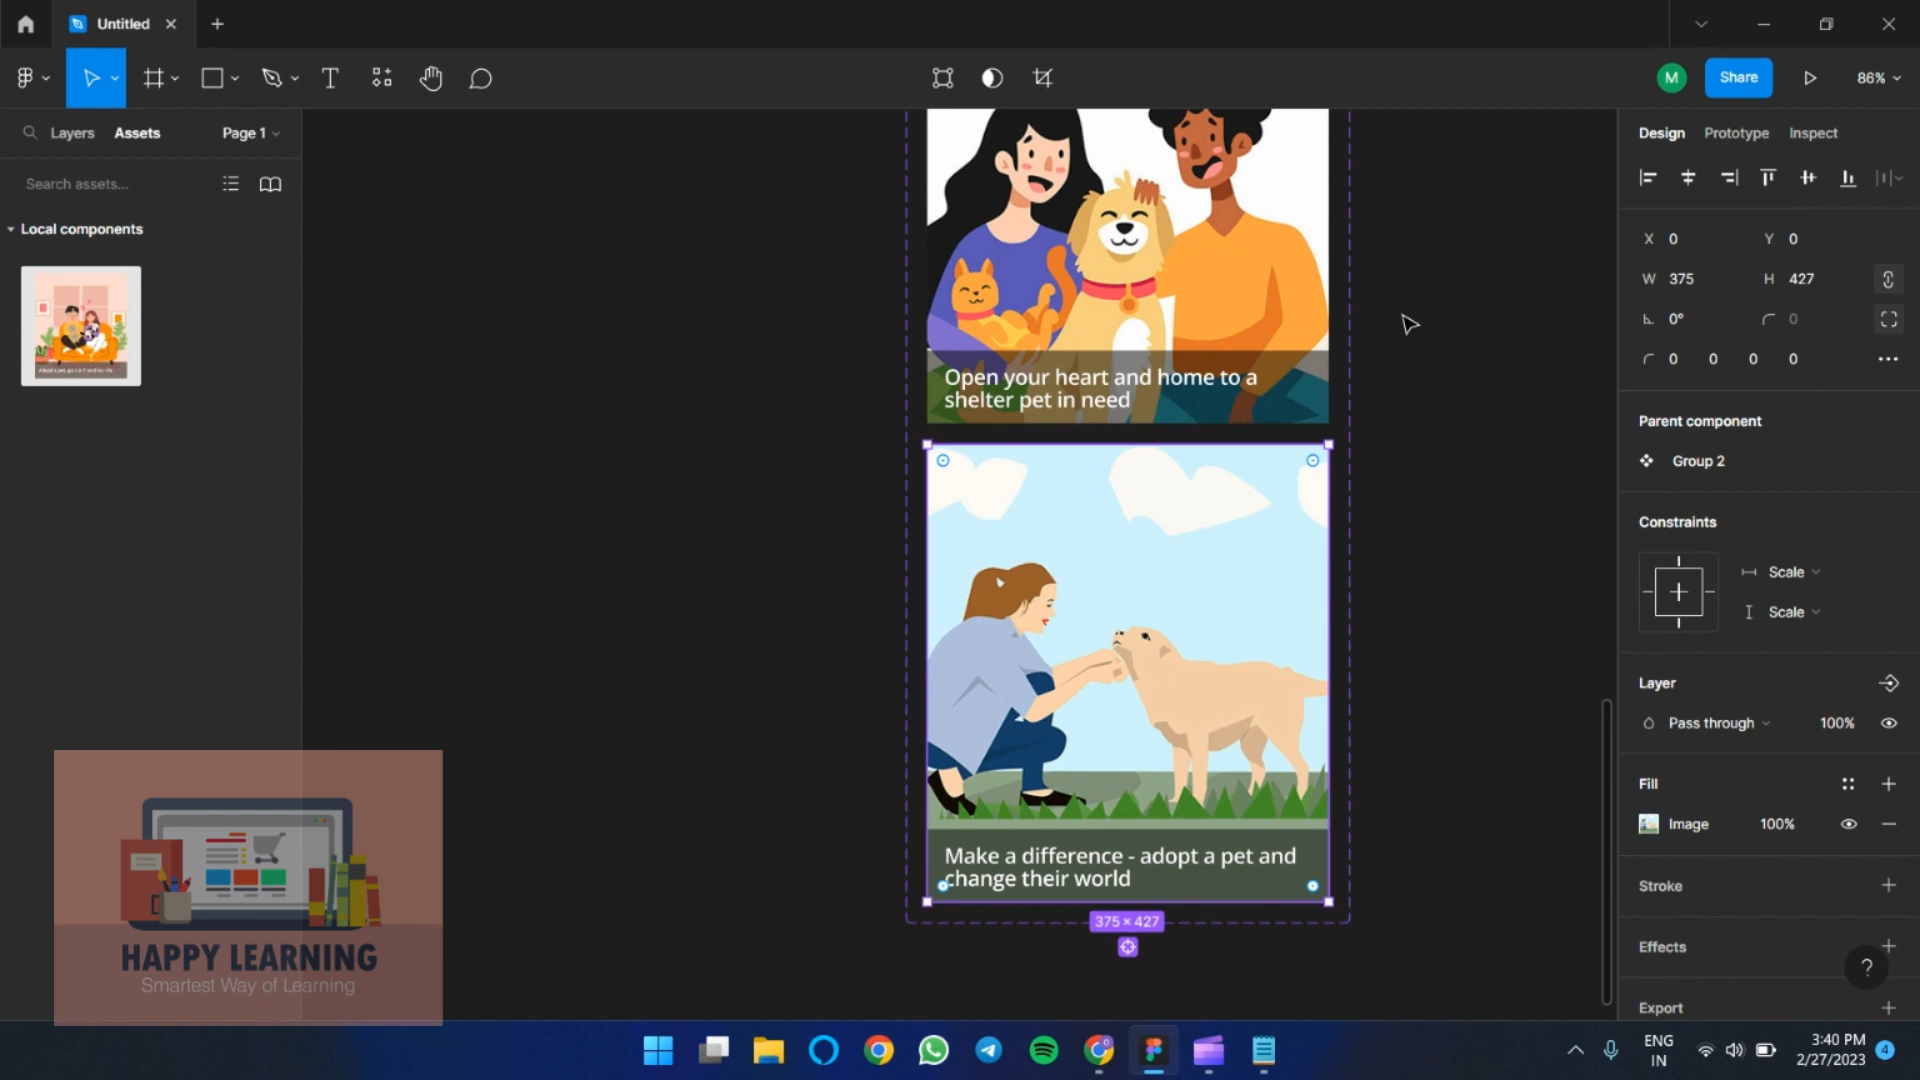 Untitled
Share
86%
M
Layers
Assets
Page 1
Search assets...
Local components
Open your heart and home to a
shelter pet in need
Make a difference - adopt a pet and
change their world
375 × 427
HAPPY LEARNING
Smartest Way of Learning
Design
Prototype
Inspect
X 0
Y 0
W 375
H 427
0°
0
0 0 0 0
Parent component
Group 2
Constraints
Scale
Scale
Layer
Pass through
100%
Fill
Image
100%
Stroke
Effects
?
Export
ENG
IN
3:40 PM
2/27/2023
4